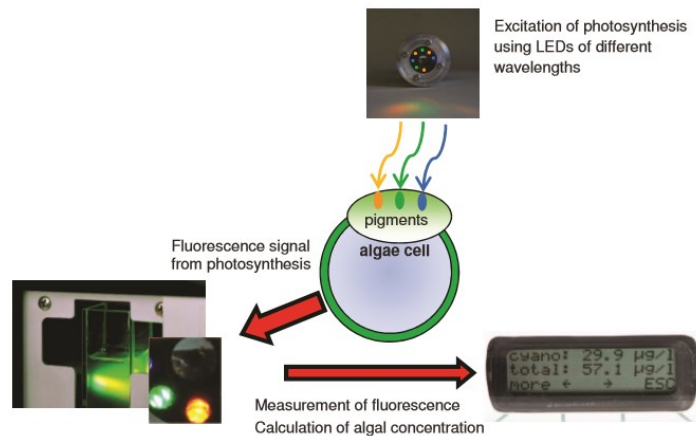 Excitation of photosynthesis
using LEDs of different
wavelengths
pigments
algae cell
Fluorescence signal
from photosynthesis
cyano: 29.9 µg/l
total: 57.1 µg/l
more ← → ESC
Measurement of fluorescence
Calculation of algal concentration